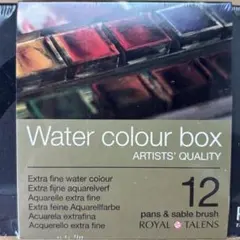 Water colour box
ARTISTS' QUALITY
Extra fine water colour
Extra fijne aquarelverf
Aquarelle extra fine
Extra feine Aquarellfarbe
Acuarela extrafina
Acquerello extra fine
12
pans & sable brush
ROYAL TALENS